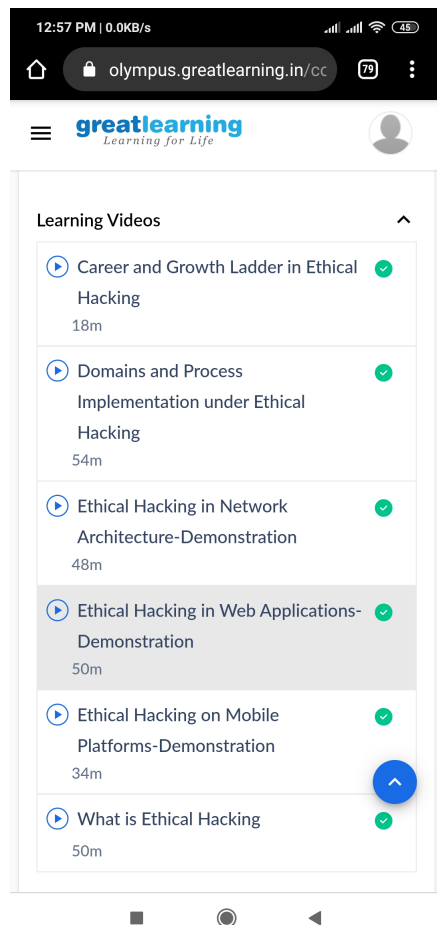 12:57 PM | 0.0KB/s
45
olympus.greatlearning.in/cc
79
greatlearning
Learning for Life
Learning Videos
Career and Growth Ladder in Ethical
Hacking
18m
Domains and Process
Implementation under Ethical
Hacking
54m
Ethical Hacking in Network
Architecture-Demonstration
48m
Ethical Hacking in Web Applications-
Demonstration
50m
Ethical Hacking on Mobile
Platforms-Demonstration
34m
What is Ethical Hacking
50m